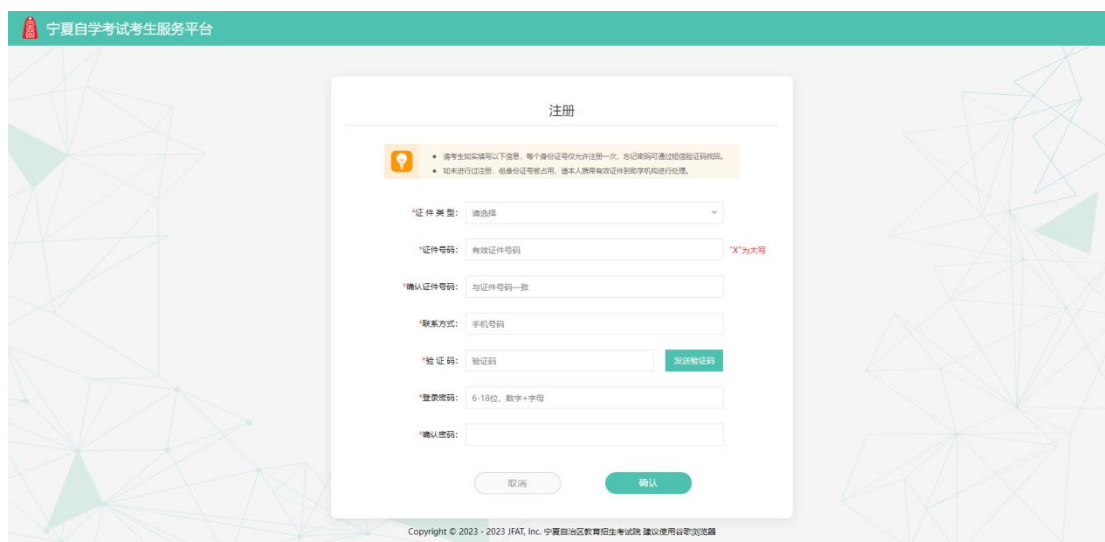 宁夏自学考试考生服务平台
注册
请考生如实填写以下信息，每个身份证号仅允许注册一次，忘记密码可通过短信验证码找回。
如未进行过注册，但身份证号被占用，请本人携带有效证件到助学机构进行处理。
*证件类型： 请选择
*证件号码： 有效证件号码 "X"为大写
*确认证件号码： 与证件号码一致
*联系方式： 手机号码
*验证码： 验证码 发送验证码
*登录密码： 6-18位，数字+字母
*确认密码：
取消 确认
Copyright © 2023 - 2023 JFAT, Inc. 宁夏自治区教育招生考试院 建议使用谷歌浏览器